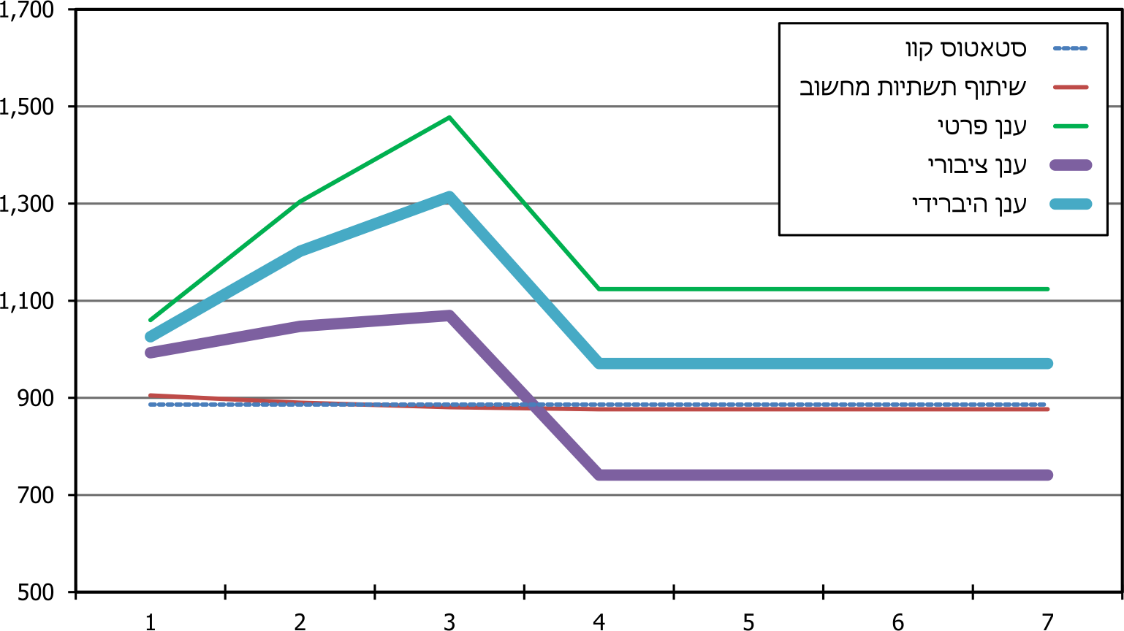 1,700
1,500
1,300
1,100
900
700
500
1 2 3 4 5 6 7
סטאטוס קוו
שיתוף תשתיות מחשוב
ענן פרטי
ענן ציבורי
ענן היברידי